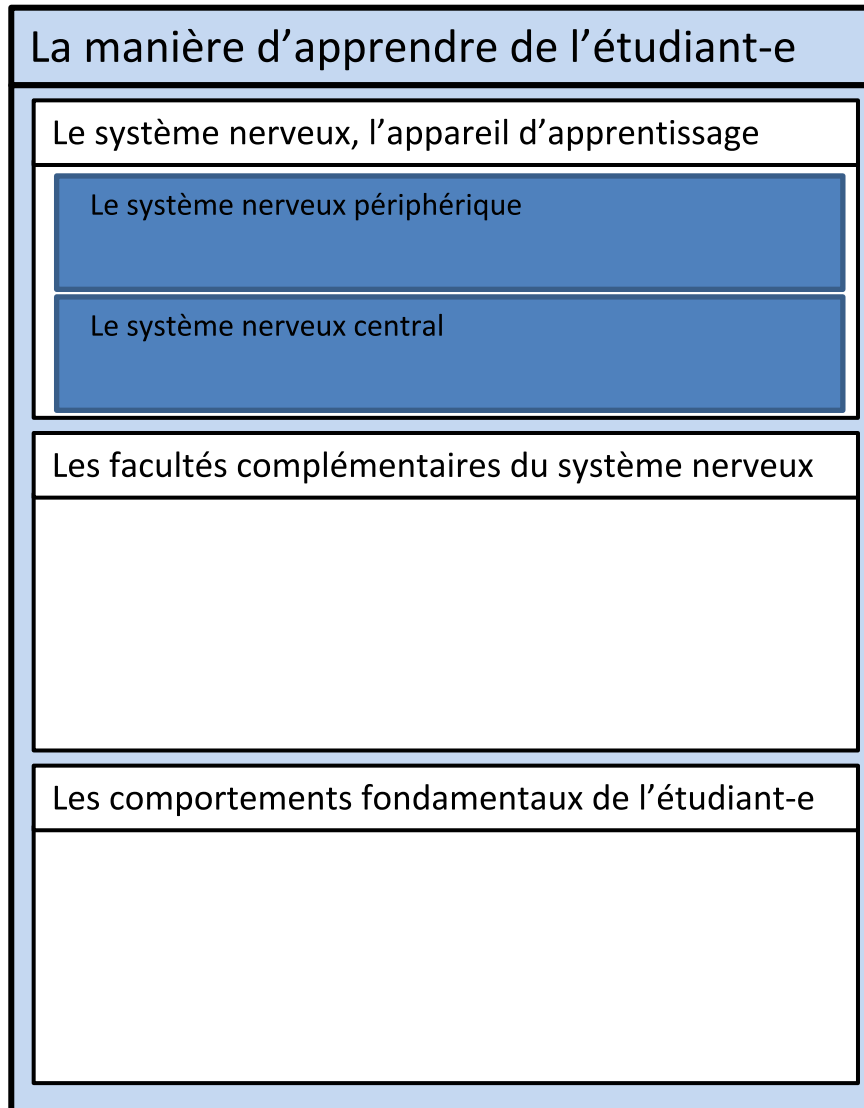 La manière d’apprendre de l’étudiant-e
Le système nerveux, l’appareil d’apprentissage
Le système nerveux périphérique
Le système nerveux central
Les facultés complémentaires du système nerveux
Les comportements fondamentaux de l’étudiant-e